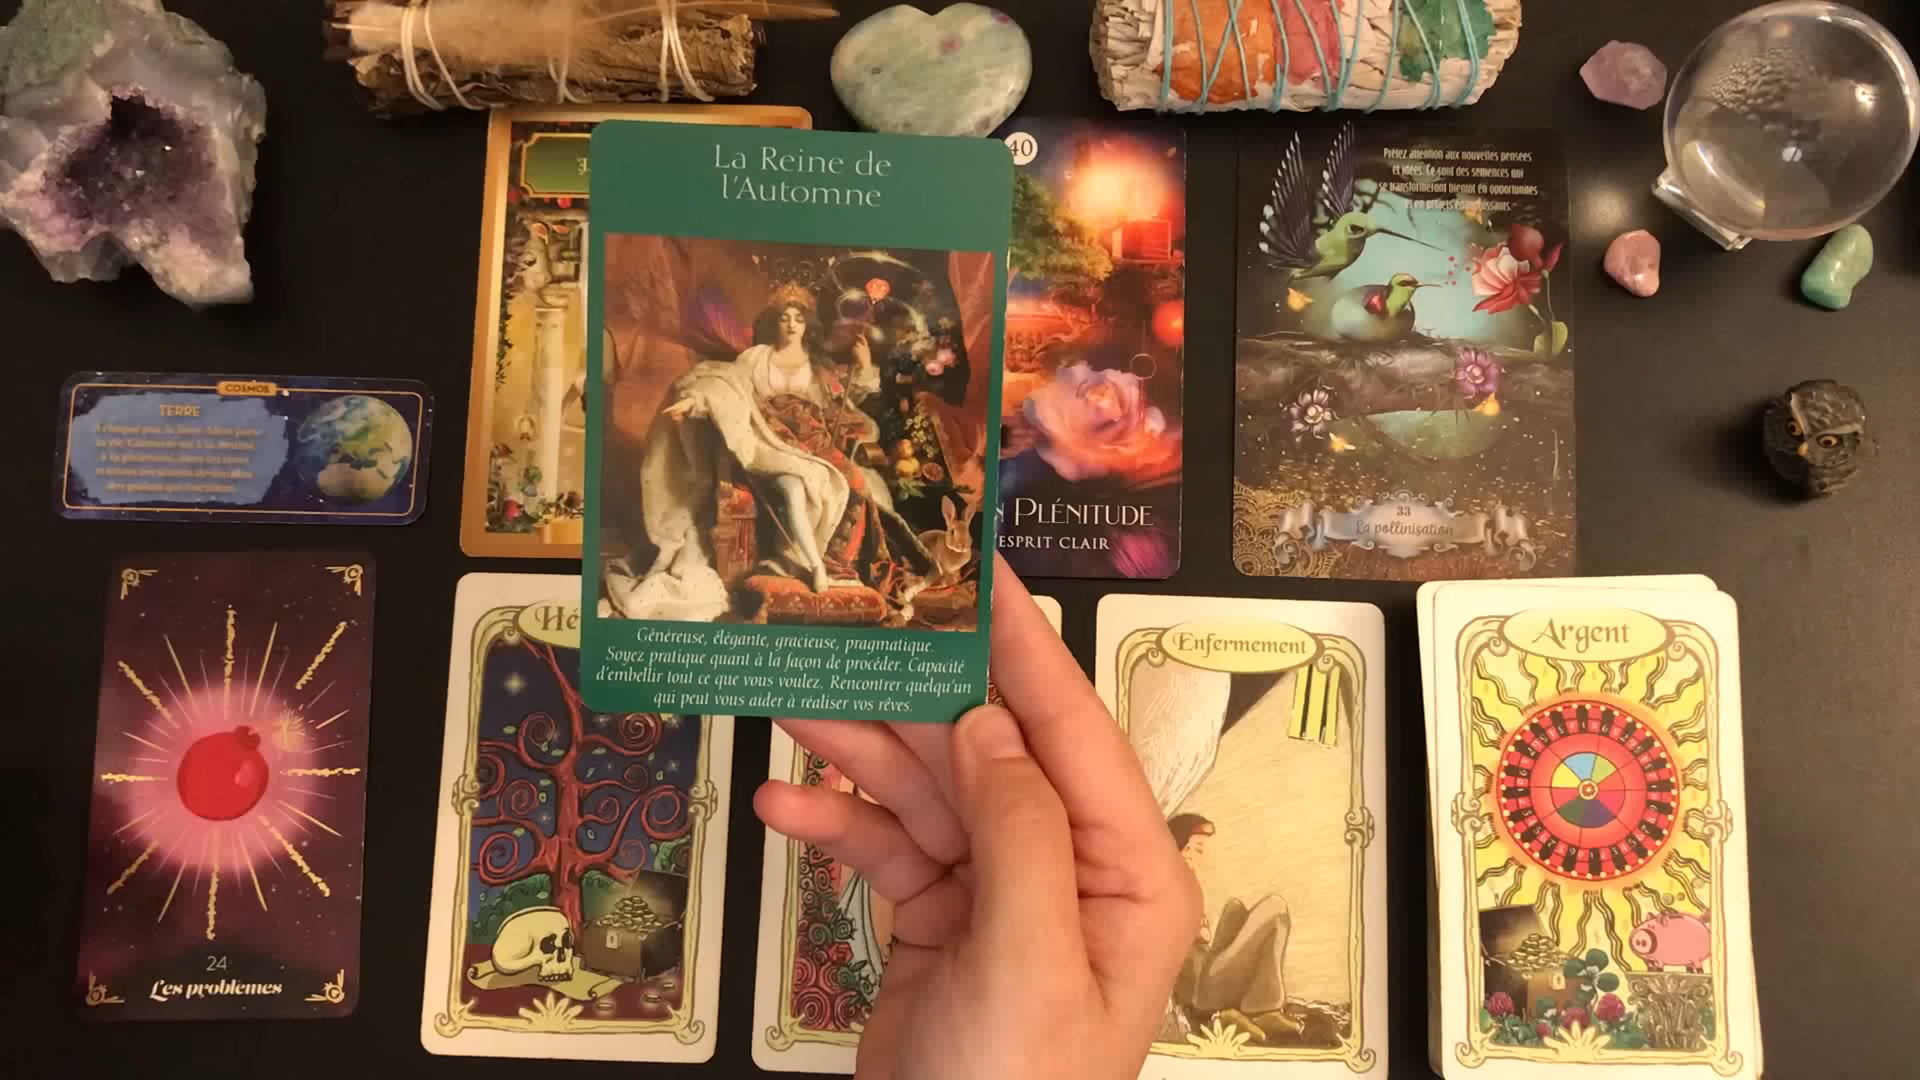 La Reine de
l'Automne
Généreuse, élégante, gracieuse, pragmatique.
Soyez pratique quant à la façon de procéder. Capacité
d'embellir tout ce que vous voulez. Rencontrer quelqu'un
qui peut vous aider à réaliser vos rêves.
40
PLÉNITUDE
ESPRIT CLAIR
Prêtez attention aux nouvelles pensées
et idées. Ce sont des semences qui
se transformeront bientôt en opportunités
et en projets épanouissants.
33
La pollinisation
COSMOS
TERRE
24
Les problèmes
Hé
Enfermement
Argent